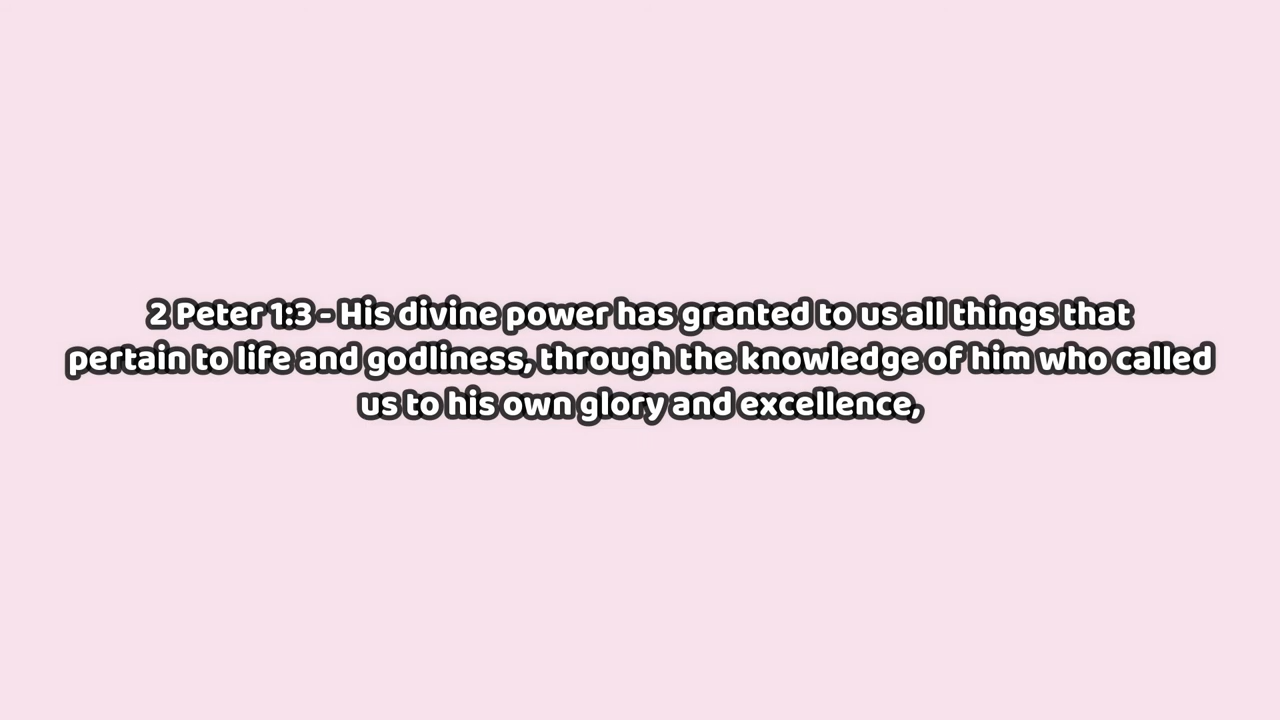 2 Peter 1:3 - His divine power has granted to us all things that
pertain to life and godliness, through the knowledge of him who called
us to his own glory and excellence,